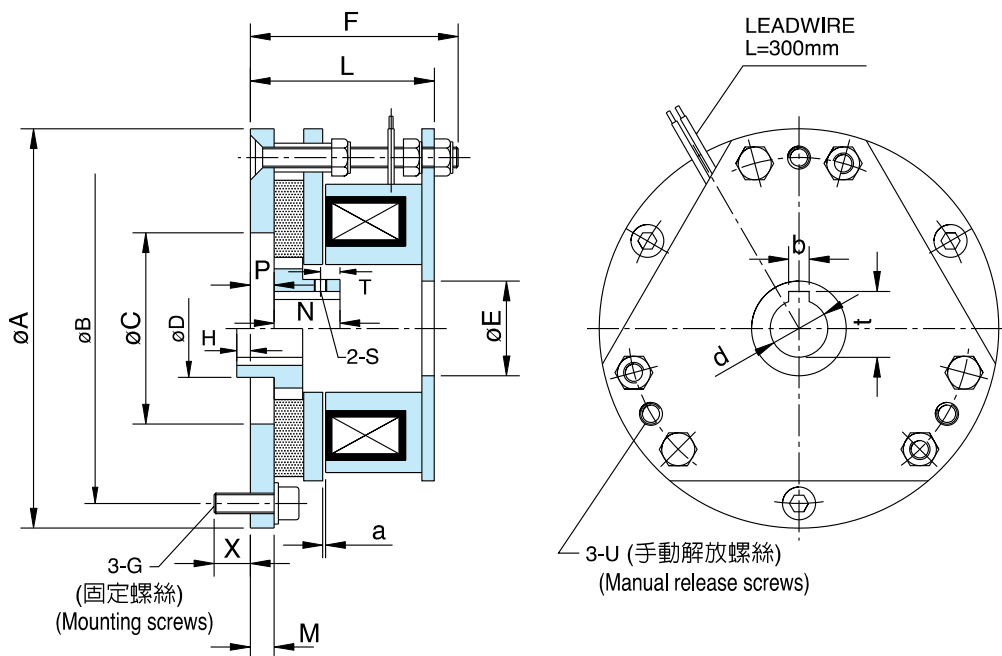 F
L
LEADWIRE
L=300mm
øA
øB
øC
øD
P
T
N
H
2-S
øE
b
t
d
a
X
3-G
(固定螺絲)
(Mounting screws)
M
3-U (手動解放螺絲)
(Manual release screws)